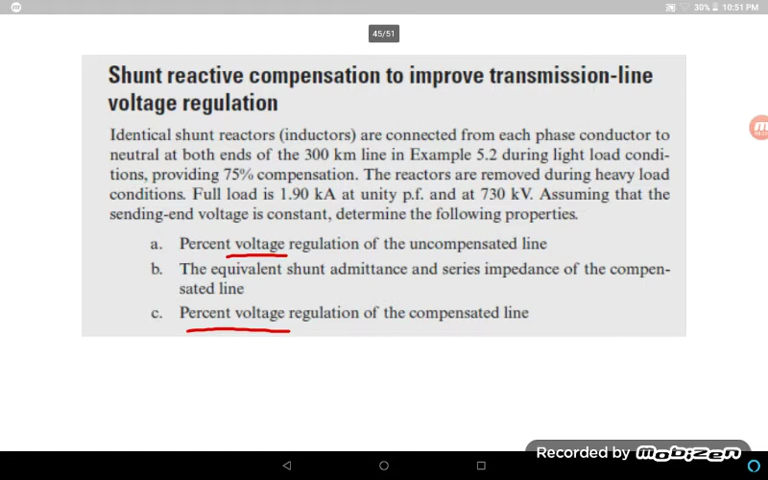 30% 10:51 PM
45/51
Shunt reactive compensation to improve transmission-line
voltage regulation
Identical shunt reactors (inductors) are connected from each phase conductor to
neutral at both ends of the 300 km line in Example 5.2 during light load condi-
tions, providing 75% compensation. The reactors are removed during heavy load
conditions. Full load is 1.90 kA at unity p.f. and at 730 kV. Assuming that the
sending-end voltage is constant, determine the following properties.
a. Percent voltage regulation of the uncompensated line
b. The equivalent shunt admittance and series impedance of the compen-
sated line
c. Percent voltage regulation of the compensated line
Recorded by mobizen